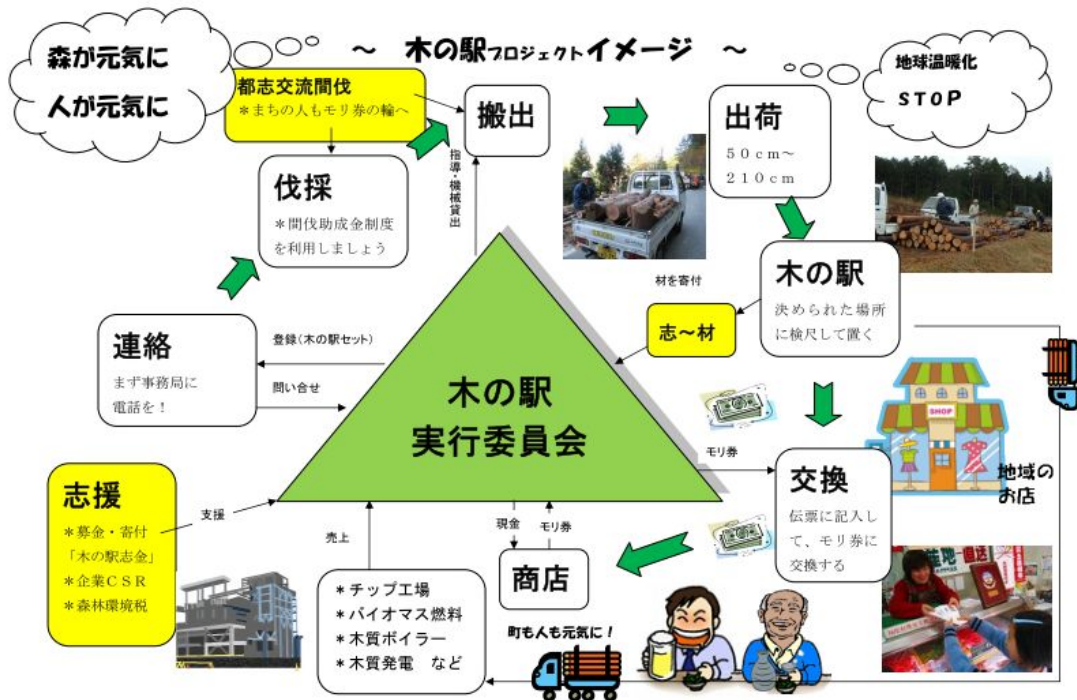 ～ 木の駅プロジェクトイメージ ～
森が元気に
人が元気に
地球温暖化
STOP
都志交流間伐
＊まちの人もモリ券の輪へ
搬出
出荷
５０ｃｍ～
２１０ｃｍ
伐採
＊間伐助成金制度
を利用しましょう
指導・機械貸出
材を寄付
木の駅
決められた場所
に検尺して置く
志～材
連絡
まず事務局に
電話を！
登録（木の駅セット）
問い合せ
木の駅
実行委員会
SHOP
地域の
お店
モリ券
交換
伝票に記入し
て、モリ券に
交換する
志援
＊募金・寄付
「木の駅志金」
＊企業ＣＳＲ
＊森林環境税
支援
売上
現金
モリ券
商店
＊チップ工場
＊バイオマス燃料
＊木質ボイラー
＊木質発電　など
町も人も元気に！
産地直送